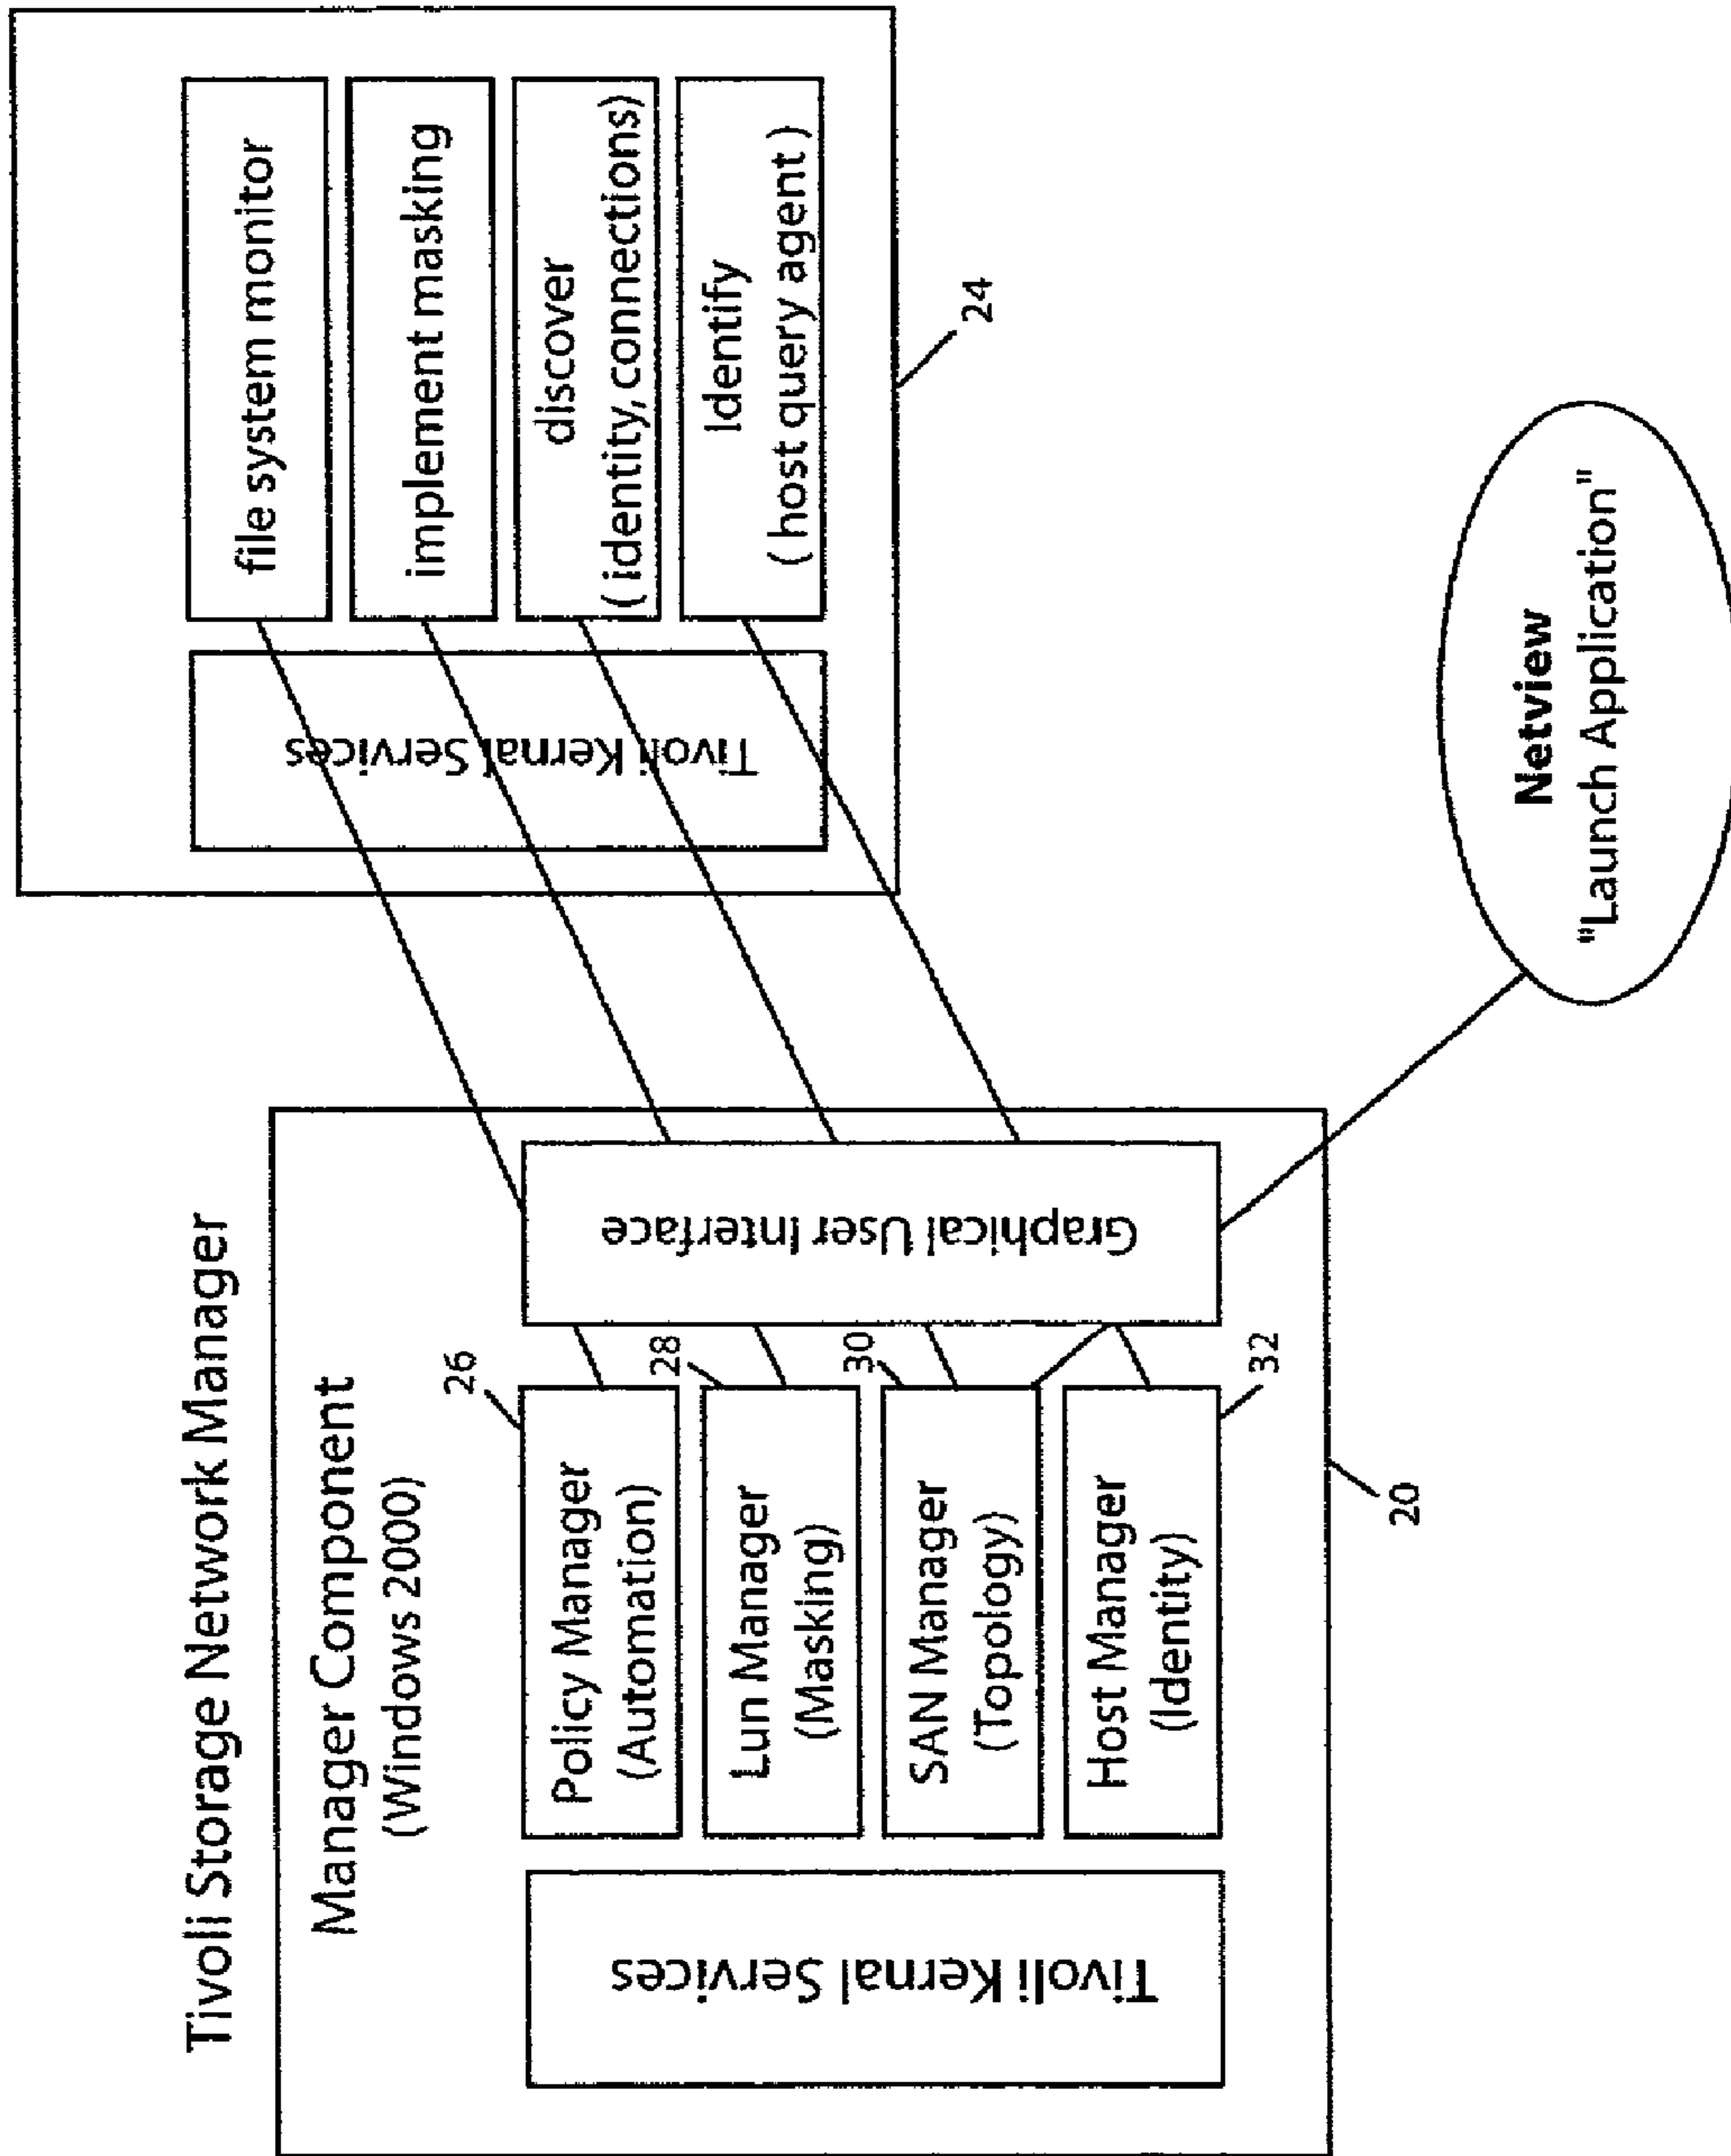 Tivoli Storage Network Manager
Manager Component
(Windows 2000)
Tivoli Kernal Services
Policy Manager
(Automation)
26
Lun Manager
(Masking)
28
SAN Manager
(Topology)
30
Host Manager
(Identity)
32
Graphical User Interface
20
Tivoli Kernal Services
file system monitor
implement masking
discover
( identity, connections)
Identify
( host query agent )
24
Netview
"Launch Application"